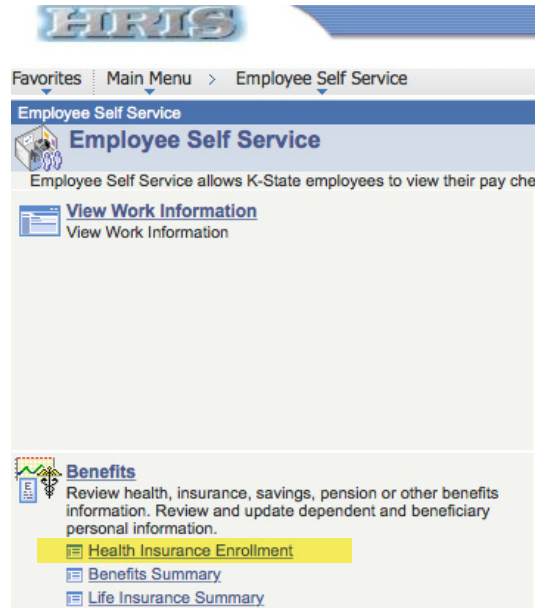 HRIS
Favorites Main Menu > Employee Self Service
Employee Self Service
Employee Self Service
Employee Self Service allows K-State employees to view their pay che
View Work Information
View Work Information
Benefits
Review health, insurance, savings, pension or other benefits
information. Review and update dependent and beneficiary
personal information.
Health Insurance Enrollment
Benefits Summary
Life Insurance Summary